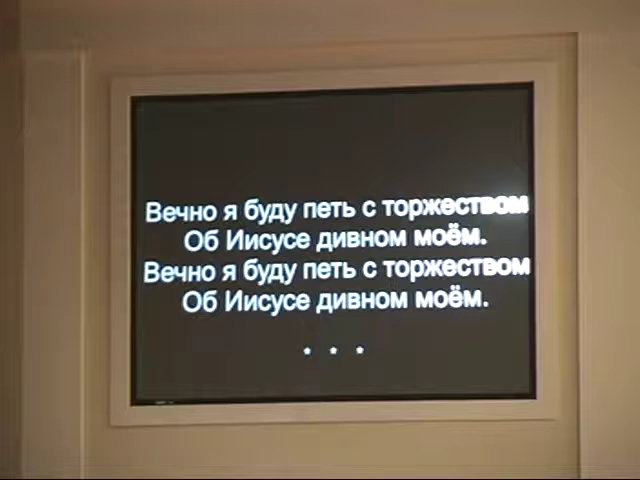 Вечно я буду петь с торжеством
Об Иисусе дивном моём.
Вечно я буду петь с торжеством
Об Иисусе дивном моём.
* * *